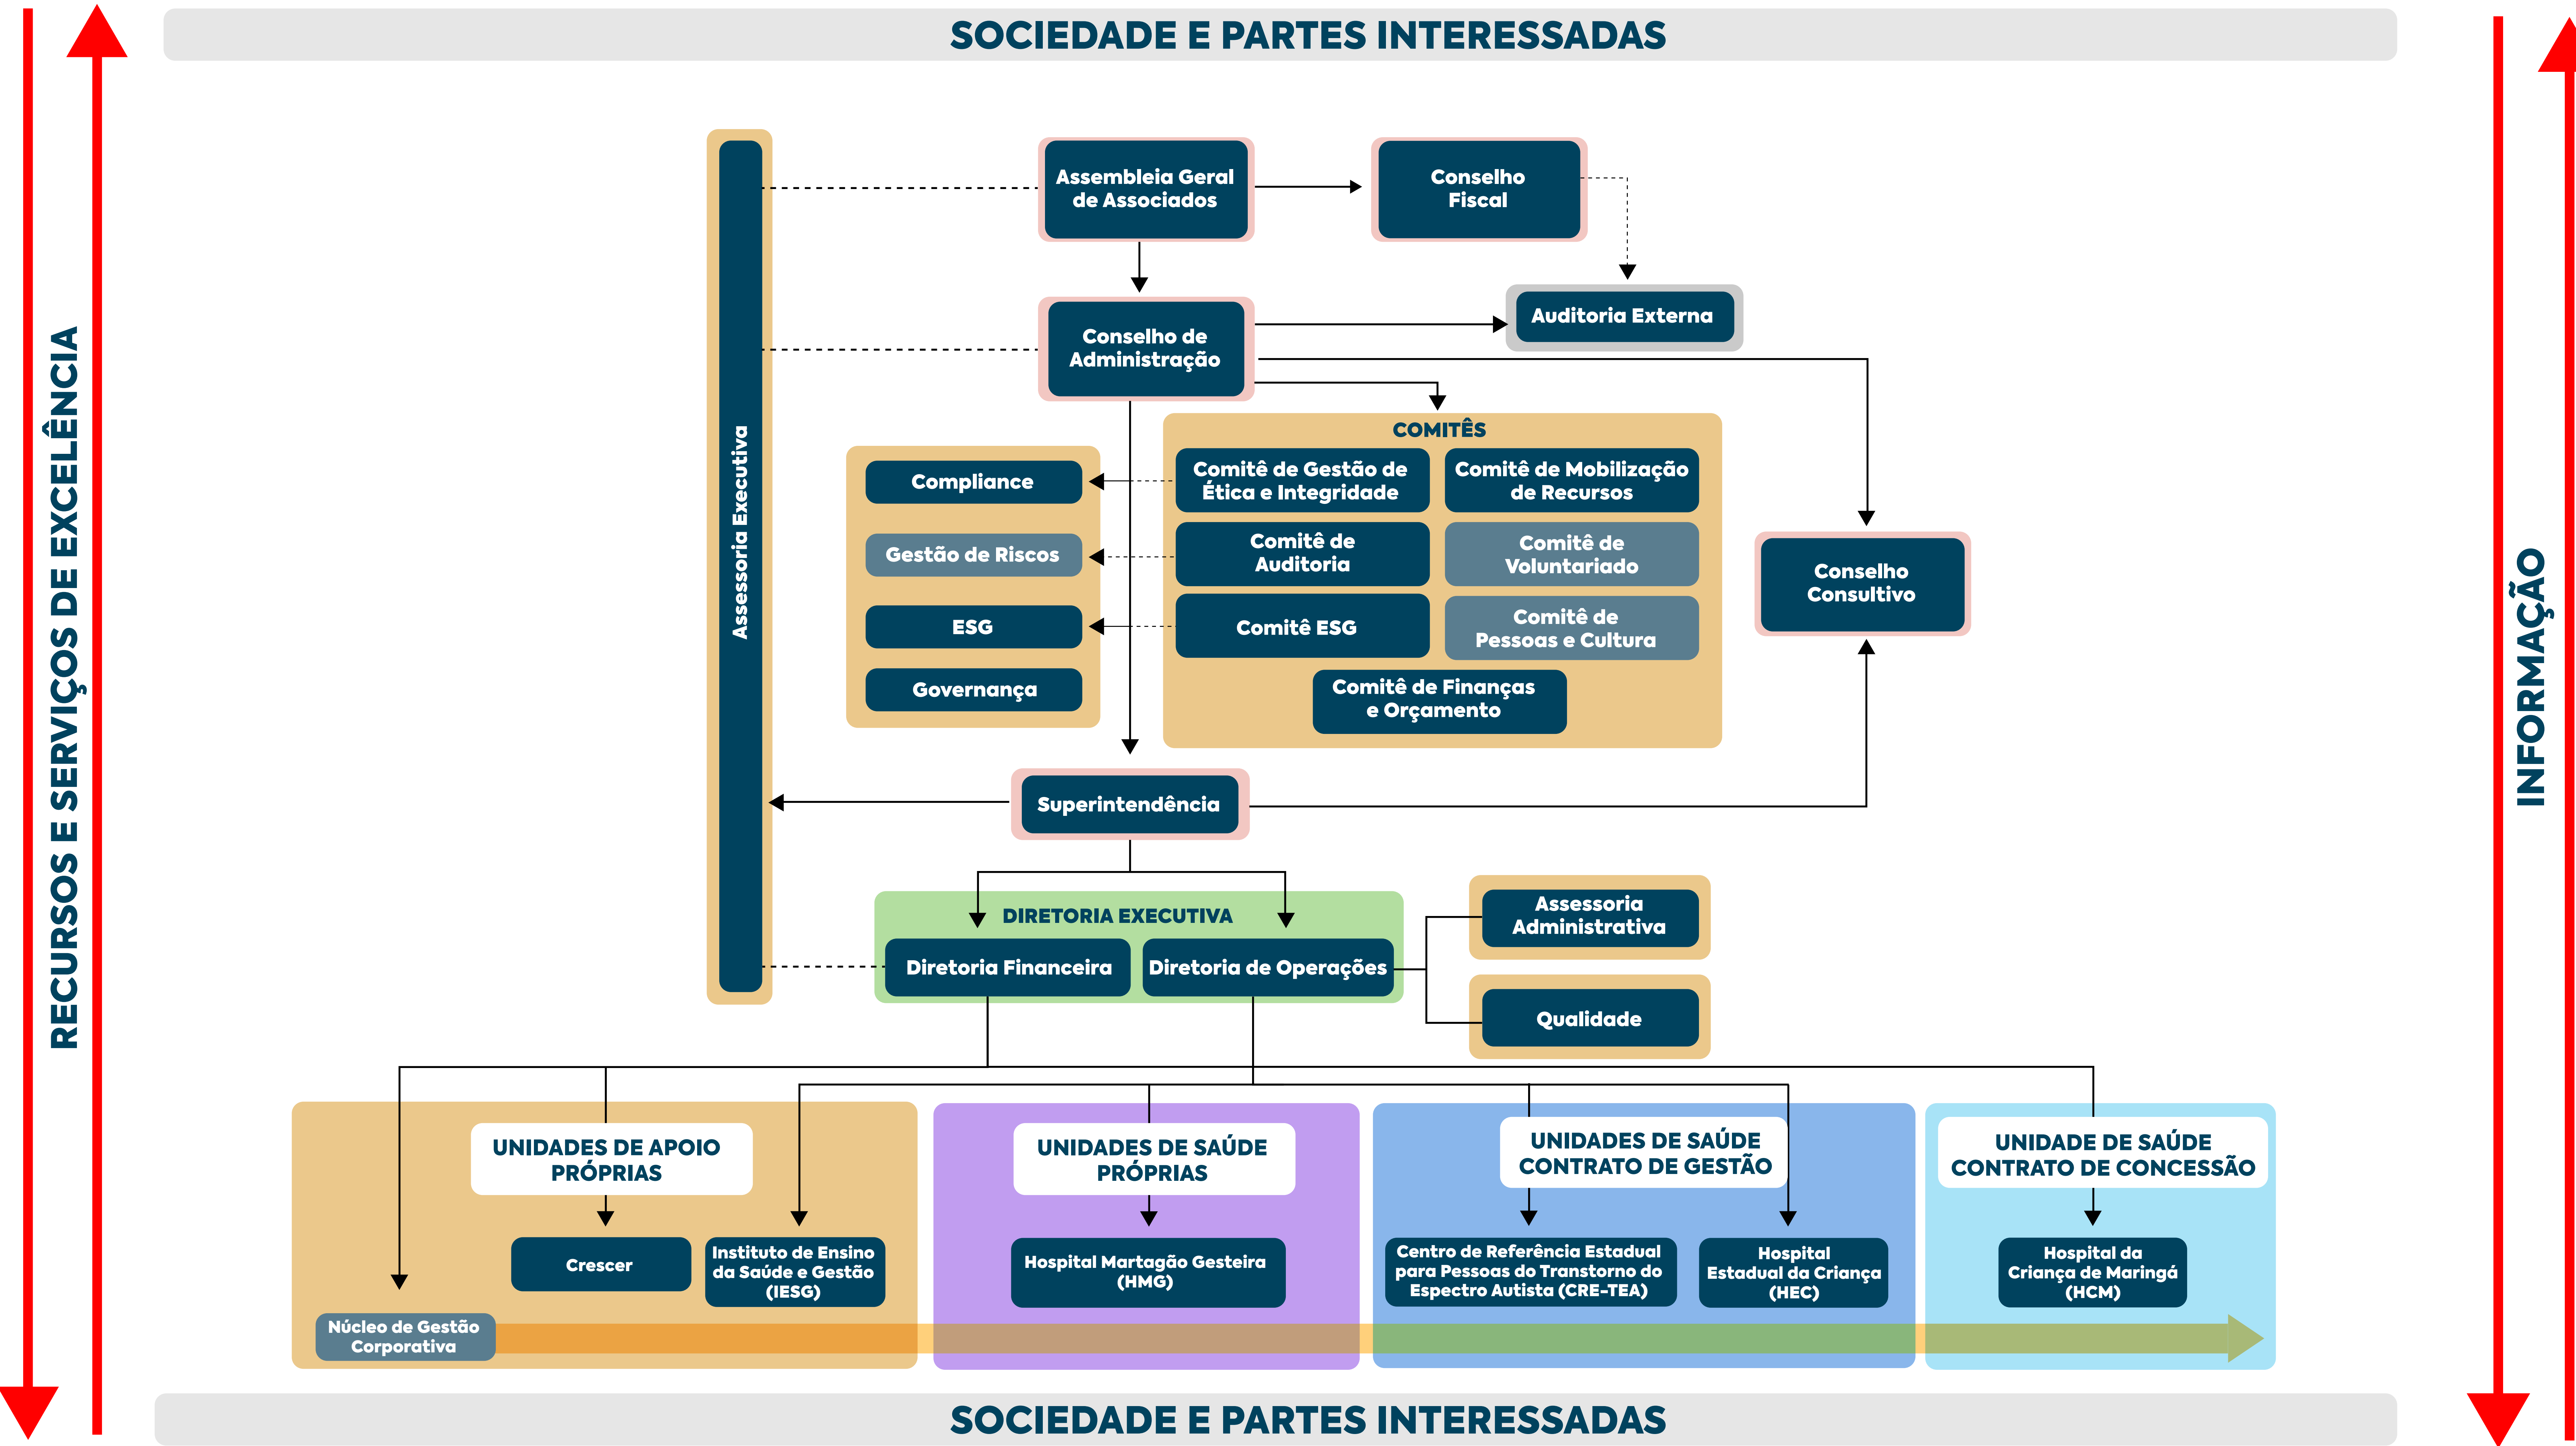 SOCIEDADE E PARTES INTERESSADAS
RECURSOS E SERVIÇOS DE EXCELÊNCIA
INFORMAÇÃO
Assessoria Executiva
Assembleia Geral
de Associados
Conselho
Fiscal
Conselho de
Administração
Auditoria Externa
COMITÊS
Compliance
Gestão de Riscos
ESG
Governança
Comitê de Gestão de
Ética e Integridade
Comitê de Mobilização
de Recursos
Comitê de
Auditoria
Comitê de
Voluntariado
Comitê ESG
Comitê de
Pessoas e Cultura
Comitê de Finanças
e Orçamento
Conselho
Consultivo
Superintendência
DIRETORIA EXECUTIVA
Diretoria Financeira
Diretoria de Operações
Assessoria
Administrativa
Qualidade
UNIDADES DE APOIO
PRÓPRIAS
Crescer
Instituto de Ensino
da Saúde e Gestão
(IESG)
Núcleo de Gestão
Corporativa
UNIDADES DE SAÚDE
PRÓPRIAS
Hospital Martagão Gesteira
(HMG)
UNIDADES DE SAÚDE
CONTRATO DE GESTÃO
Centro de Referência Estadual
para Pessoas do Transtorno do
Espectro Autista (CRE-TEA)
Hospital
Estadual da Criança
(HEC)
UNIDADE DE SAÚDE
CONTRATO DE CONCESSÃO
Hospital da
Criança de Maringá
(HCM)
SOCIEDADE E PARTES INTERESSADAS